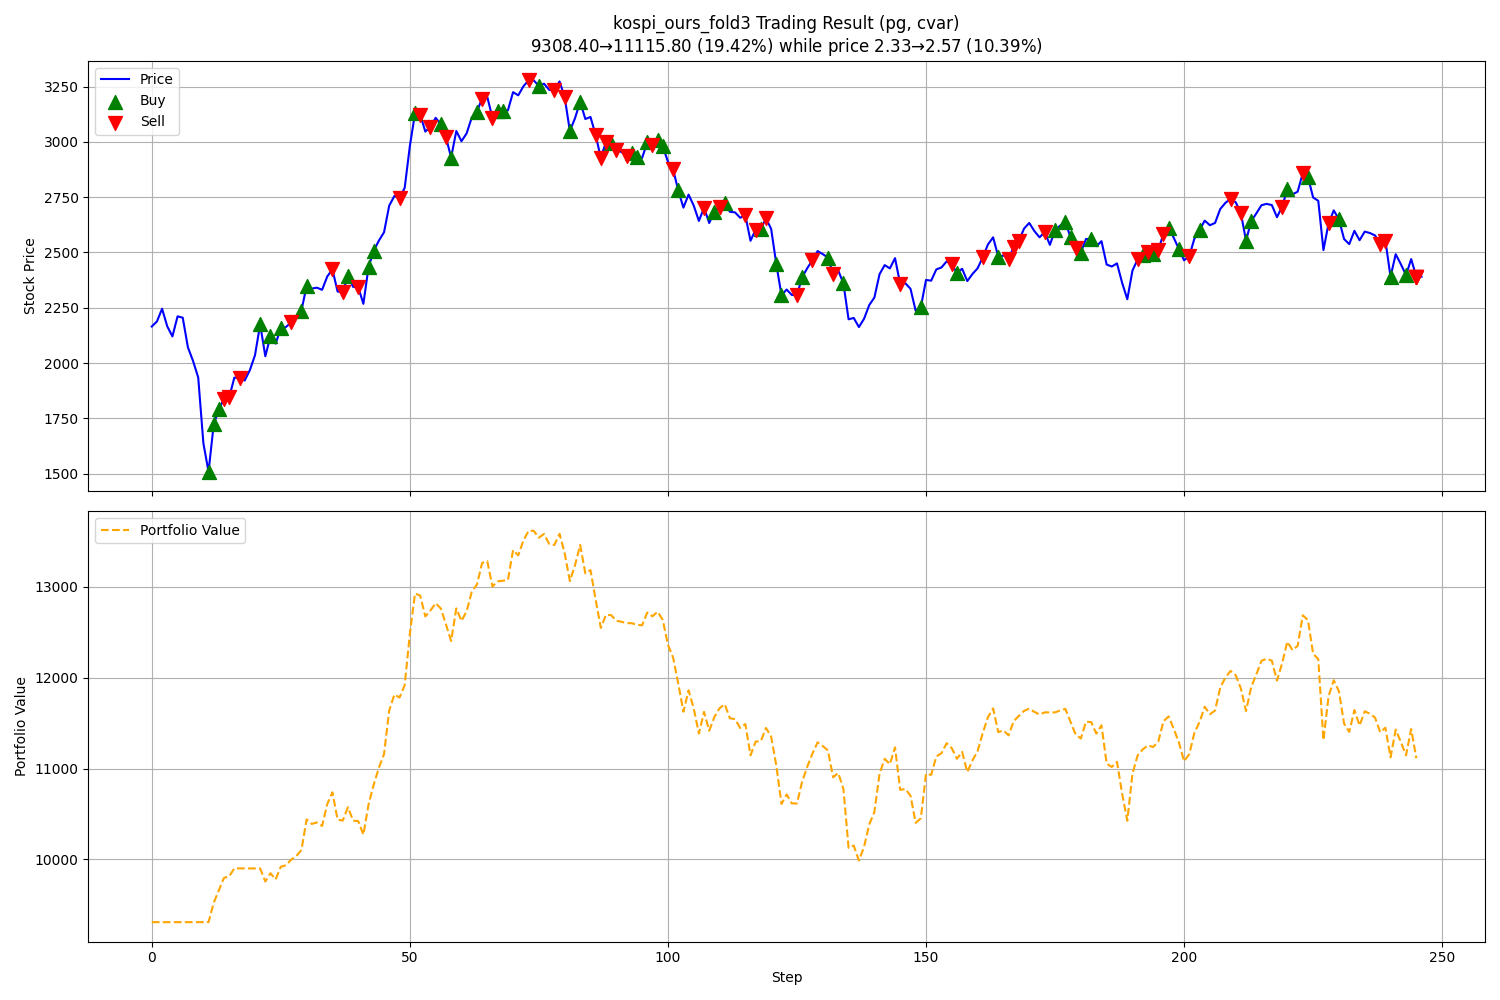 kospi_ours_fold3 Trading Result (pg, cvar)
9308.40→11115.80 (19.42%) while price 2.33→2.57 (10.39%)
Price
Buy
Sell
3250
3000
2750
2500
2250
2000
1750
1500
Stock Price
Portfolio Value
13000
12000
11000
10000
Portfolio Value
0
50
100
150
200
250
Step